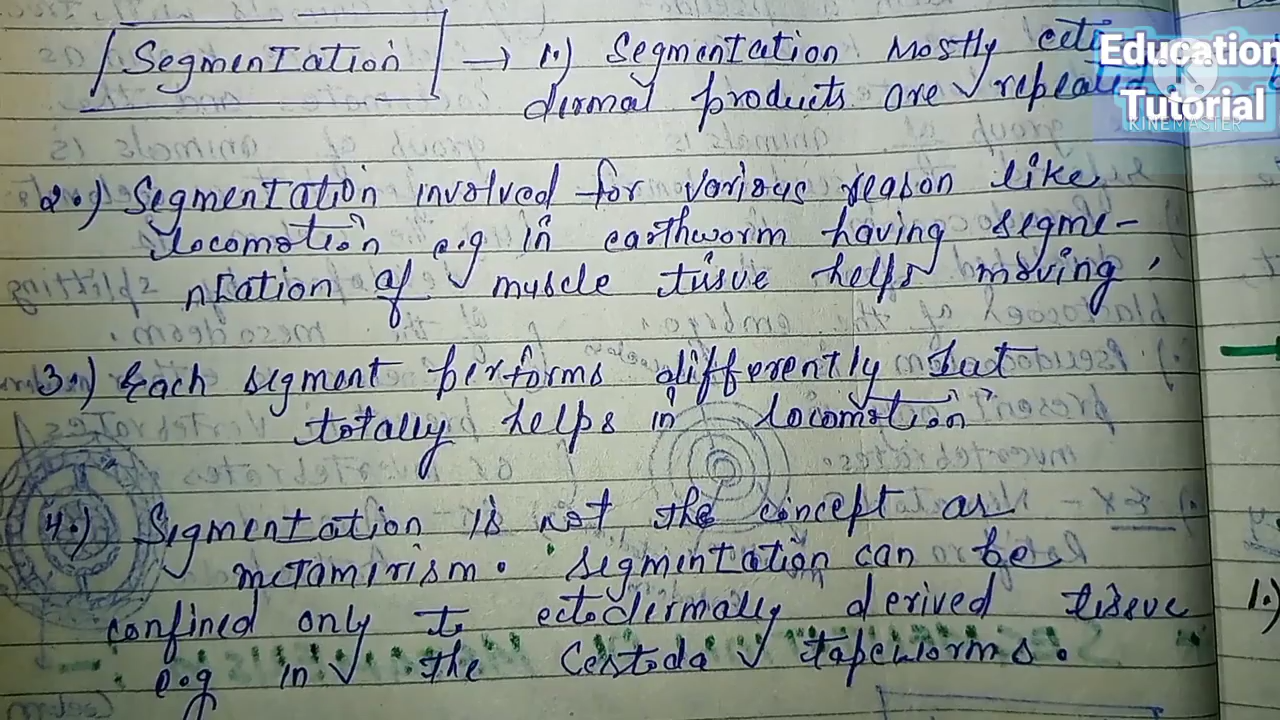 Segmentation → 1.) Segmentation Mostly ecto
dermal products are repeated
Education
Tutorial
KINEMASTER
2.) Segmentation involved for various reason like
locomotion e.g in earthworm having segme-
ntation of muscle tissue helps moving.
3.) Each segment performs differently but
totally helps in locomotion
4.) Segmentation is not the concept as
metamirism. Segmentation can be
confined only to ectodermally derived tissue
e.g in the Cestoda tapeworms.
1.)